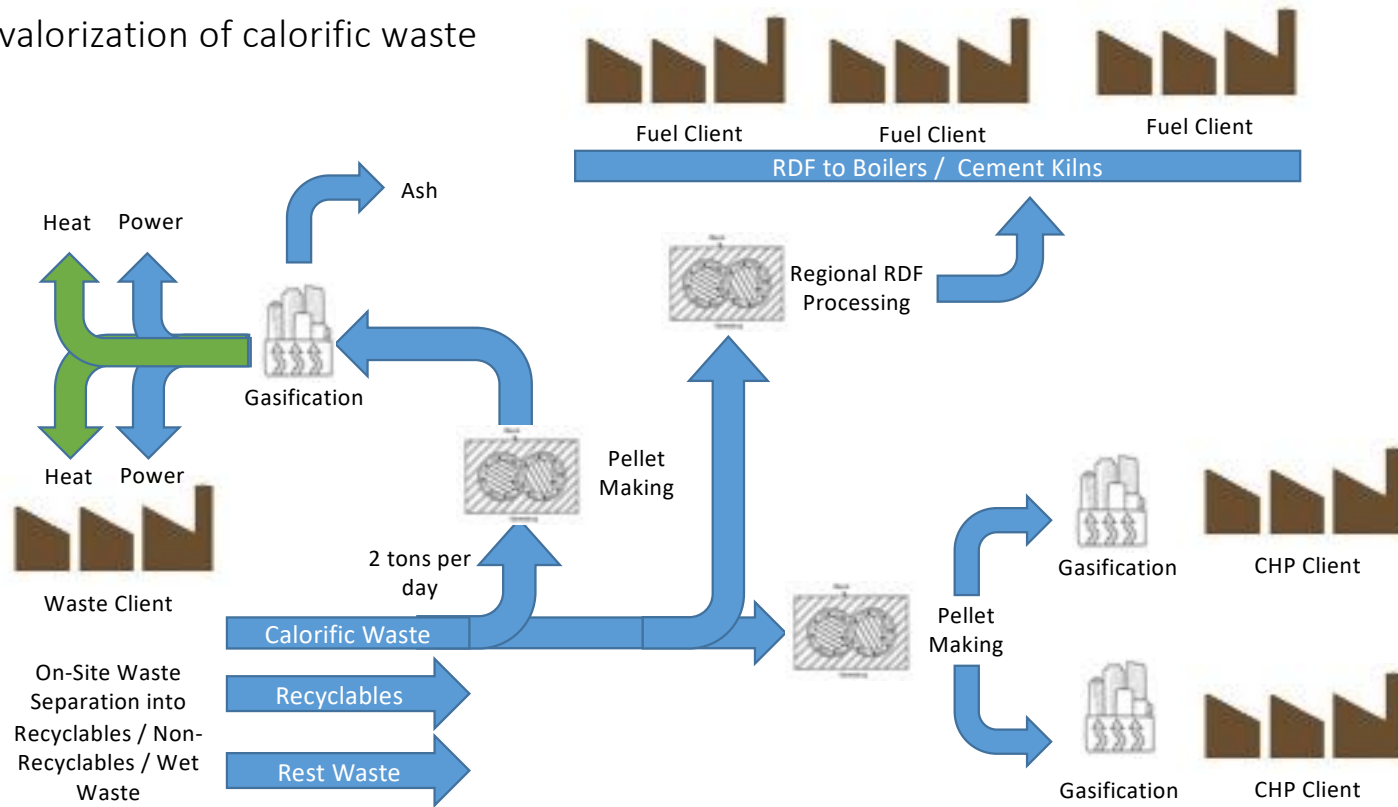 valorization of calorific waste
Fuel Client
Fuel Client
Fuel Client
RDF to Boilers / Cement Kilns
Ash
Heat
Power
Regional RDF
Processing
Gasification
Heat
Power
Pellet
Making
2 tons per
day
Waste Client
Calorific Waste
Gasification
CHP Client
Pellet
Making
On-Site Waste
Separation into
Recyclables / Non-
Recyclables / Wet
Waste
Recyclables
Rest Waste
Gasification
CHP Client